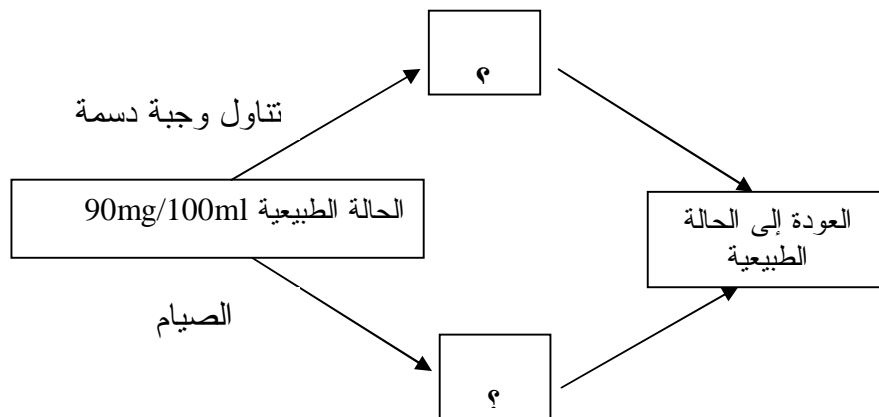 ؟
تناول وجبة دسمة
الحالة الطبيعية 90mg/100ml
العودة إلى الحالة
الطبيعية
الصيام
؟